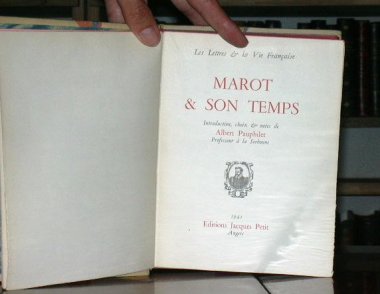 Les Lettres & la Vie Française
MAROT
& SON TEMPS
Introduction, choix, & notes de
Albert Pauphilet
Professeur à la Sorbonne
1941
Editions Jacques Petit
Angers